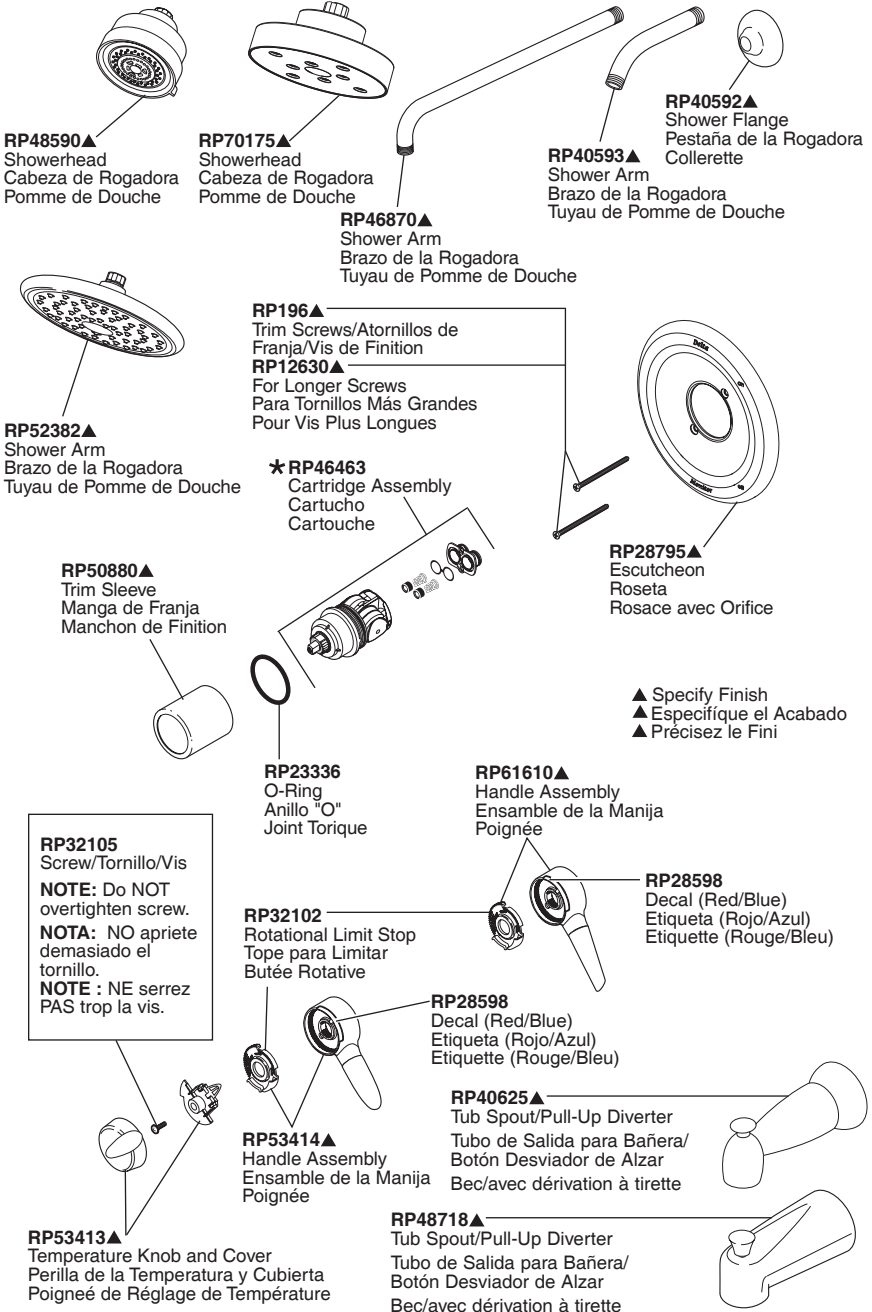 RP48590▲
Showerhead
Cabeza de Rogadora
Pomme de Douche
RP70175▲
Showerhead
Cabeza de Rogadora
Pomme de Douche
RP46870▲
Shower Arm
Brazo de la Rogadora
Tuyau de Pomme de Douche
RP40593▲
Shower Arm
Brazo de la Rogadora
Tuyau de Pomme de Douche
RP40592▲
Shower Flange
Pestaña de la Rogadora
Collerette
RP52382▲
Shower Arm
Brazo de la Rogadora
Tuyau de Pomme de Douche
RP196▲
Trim Screws/Atornillos de
Franja/Vis de Finition
RP12630▲
For Longer Screws
Para Tornillos Más Grandes
Pour Vis Plus Longues
Delta
Monitor
RP28795▲
Escutcheon
Roseta
Rosace avec Orifice
★RP46463
Cartridge Assembly
Cartucho
Cartouche
RP50880▲
Trim Sleeve
Manga de Franja
Manchon de Finition
RP23336
O-Ring
Anillo "O"
Joint Torique
▲ Specify Finish
▲ Especifíque el Acabado
▲ Précisez le Fini
RP61610▲
Handle Assembly
Ensamble de la Manija
Poignée
RP28598
Decal (Red/Blue)
Etiqueta (Rojo/Azul)
Etiquette (Rouge/Bleu)
RP32105
Screw/Tornillo/Vis
NOTE: Do NOT
overtighten screw.
NOTA: NO apriete
demasiado el
tornillo.
NOTE : NE serrez
PAS trop la vis.
RP32102
Rotational Limit Stop
Tope para Limitar
Butée Rotative
RP28598
Decal (Red/Blue)
Etiqueta (Rojo/Azul)
Etiquette (Rouge/Bleu)
RP53414▲
Handle Assembly
Ensamble de la Manija
Poignée
RP53413▲
Temperature Knob and Cover
Perilla de la Temperatura y Cubierta
Poigneé de Réglage de Température
RP40625▲
Tub Spout/Pull-Up Diverter
Tubo de Salida para Bañera/
Botón Desviador de Alzar
Bec/avec dérivation à tirette
RP48718▲
Tub Spout/Pull-Up Diverter
Tubo de Salida para Bañera/
Botón Desviador de Alzar
Bec/avec dérivation à tirette